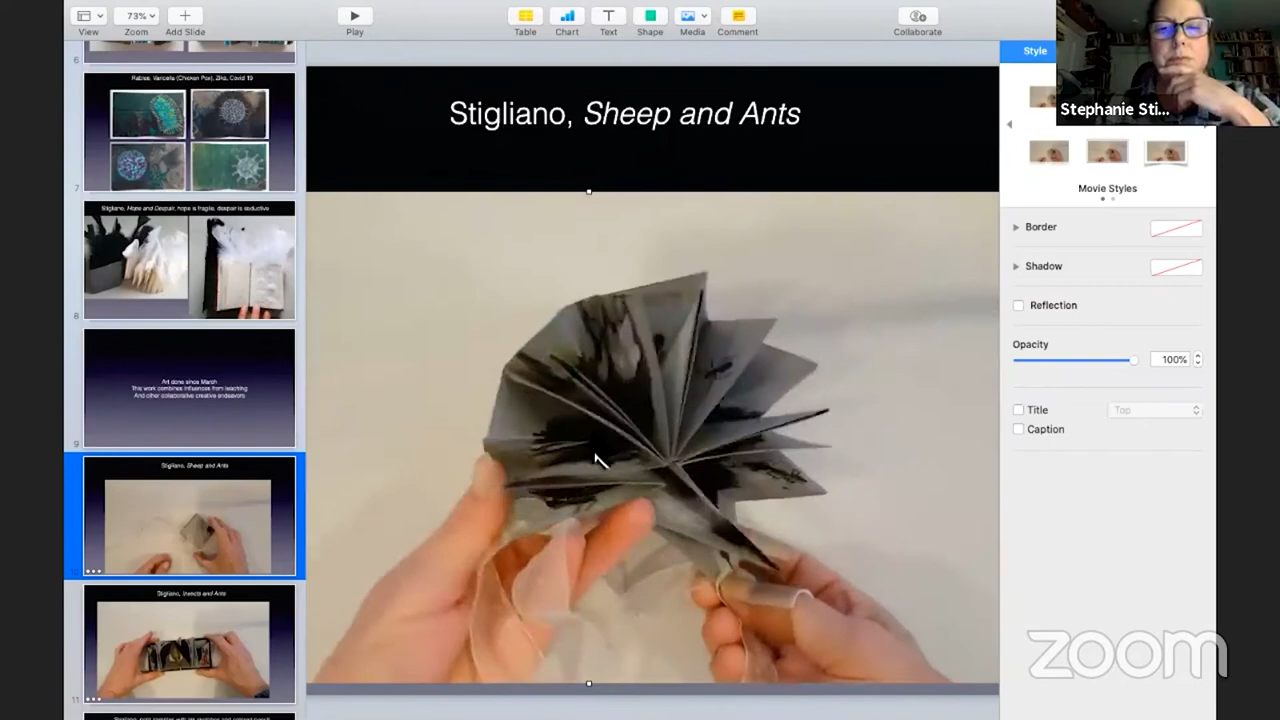 View
73%
Zoom
Add Slide
Play
Table
Chart
Text
Shape
Media
Comment
Collaborate
Style
Stephanie Sti...
Movie Styles
Border
Shadow
Reflection
Opacity
100%
Title
Top
Caption
6
Rabies, Varicella (Chicken Pox), Zika, Covid 19
7
Stigliano, Hope and Despair, hope is fragile, despair is seductive
8
Art done since March
This work combines influences from teaching
And other collaborative creative endeavors
9
Stigliano, Sheep and Ants
Stigliano, Insects and Ants
11
Stigliano, Sheep and Ants
zoom